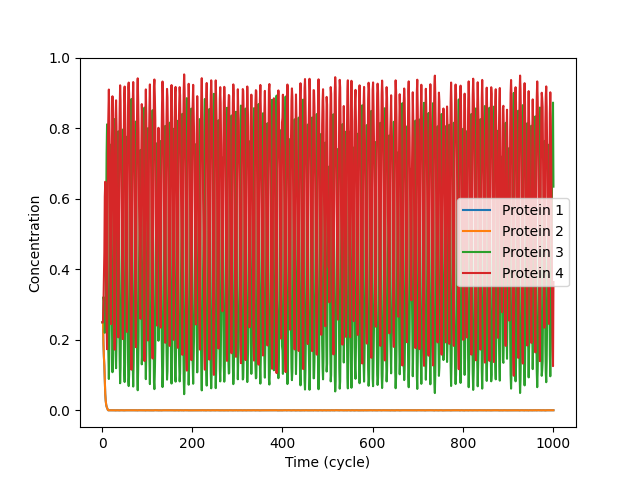 1.0
0.8
0.6
0.4
0.2
0.0
Concentration
Protein 1
Protein 2
Protein 3
Protein 4
0 200 400 600 800 1000
Time (cycle)